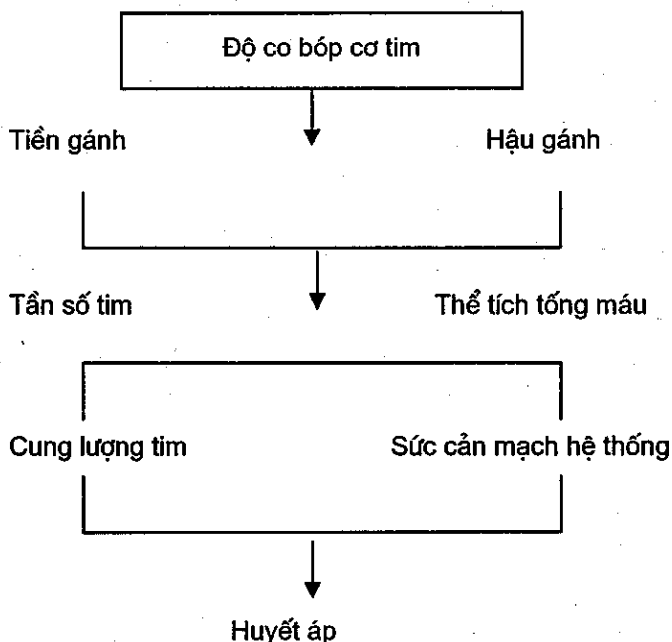 Độ co bóp cơ tim
Tiền gánh Hậu gánh
Tần số tim Thể tích tống máu
Cung lượng tim Sức cản mạch hệ thống
Huyết áp